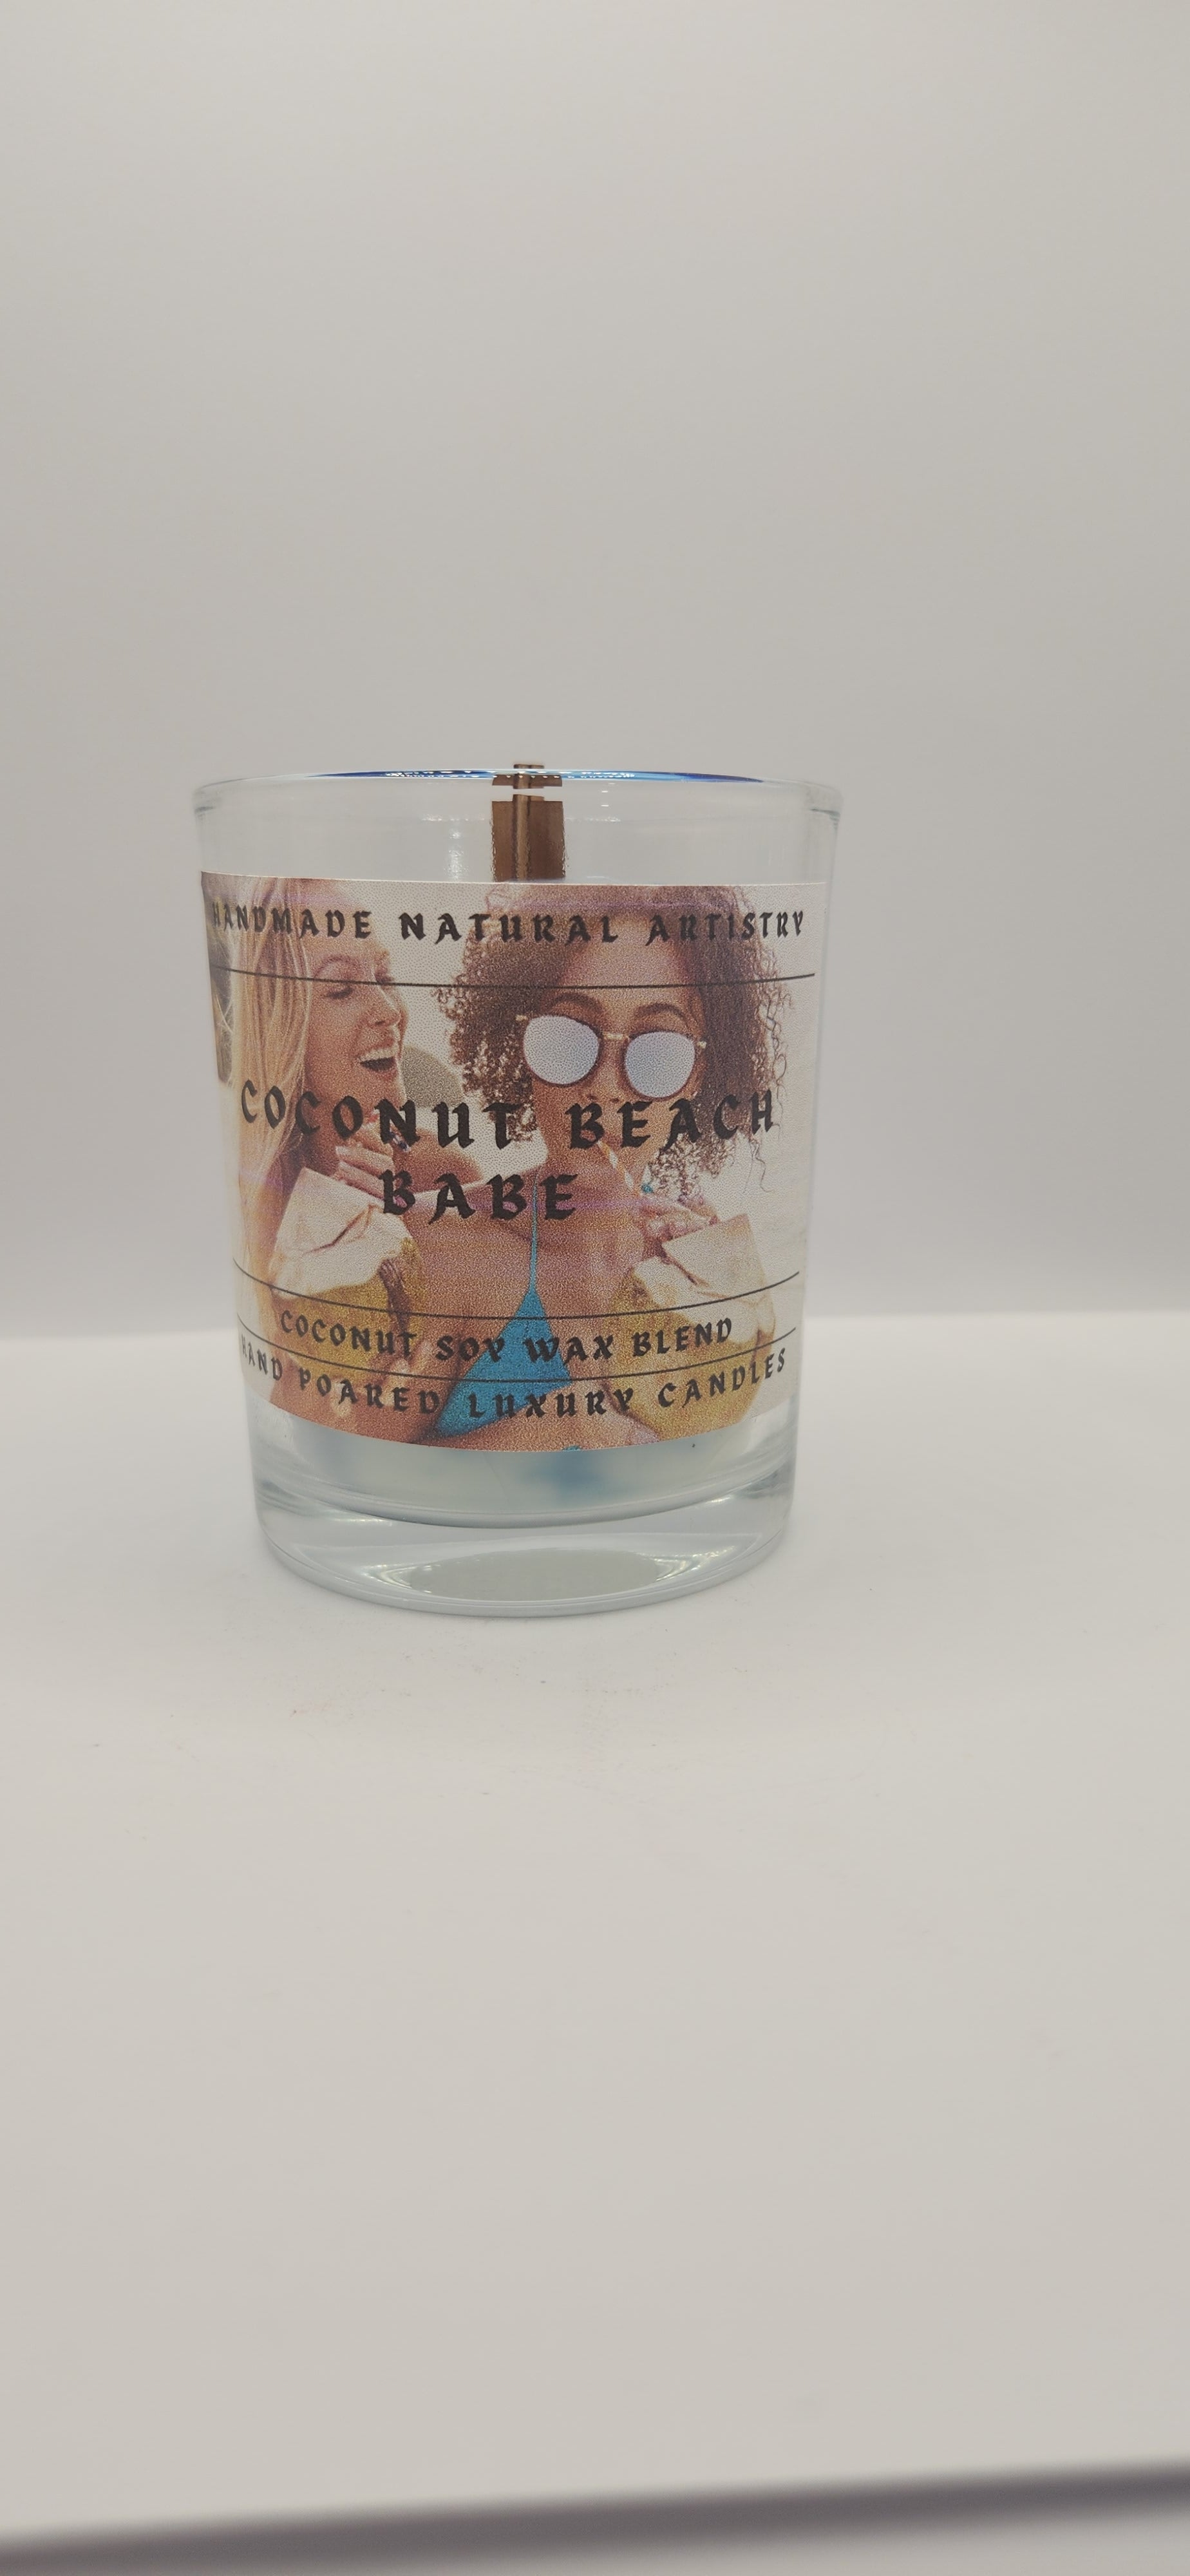 HANDMADE NATURAL ARTISTRY
COCONUT BEACH
BABE
COCONUT SOY WAX BLEND
HAND POARED LUXURY CANDLES